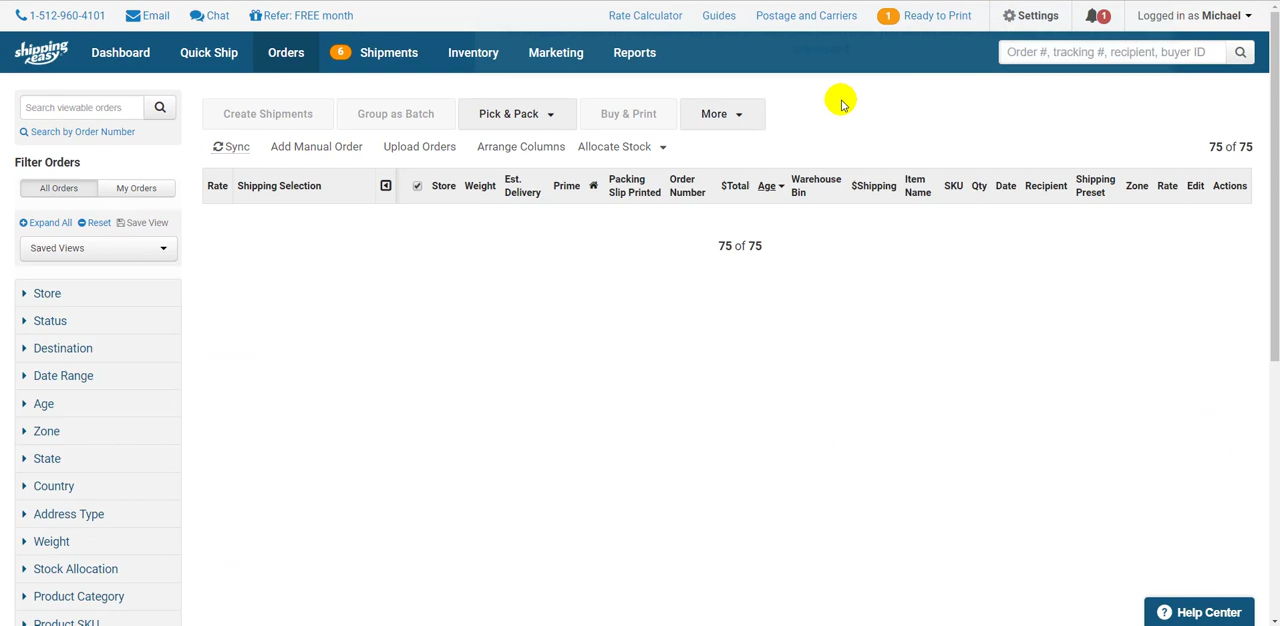 1-512-960-4101 Email Chat Refer: FREE month Rate Calculator Guides Postage and Carriers 1 Ready to Print Settings 1 Logged in as Michael
shipping easy Dashboard Quick Ship Orders 6 Shipments Inventory Marketing Reports Order #, tracking #, recipient, buyer ID
Search viewable orders
Search by Order Number
Create Shipments Group as Batch Pick & Pack Buy & Print More
Sync Add Manual Order Upload Orders Arrange Columns Allocate Stock 75 of 75
Rate Shipping Selection Store Weight Est. Delivery Prime Packing Slip Printed Order Number $Total Age Warehouse Bin $Shipping Item Name SKU Qty Date Recipient Shipping Preset Zone Rate Edit Actions
75 of 75
Filter Orders
All Orders My Orders
Expand All Reset Save View
Saved Views
Store
Status
Destination
Date Range
Age
Zone
State
Country
Address Type
Weight
Stock Allocation
Product Category
Product SKU
? Help Center